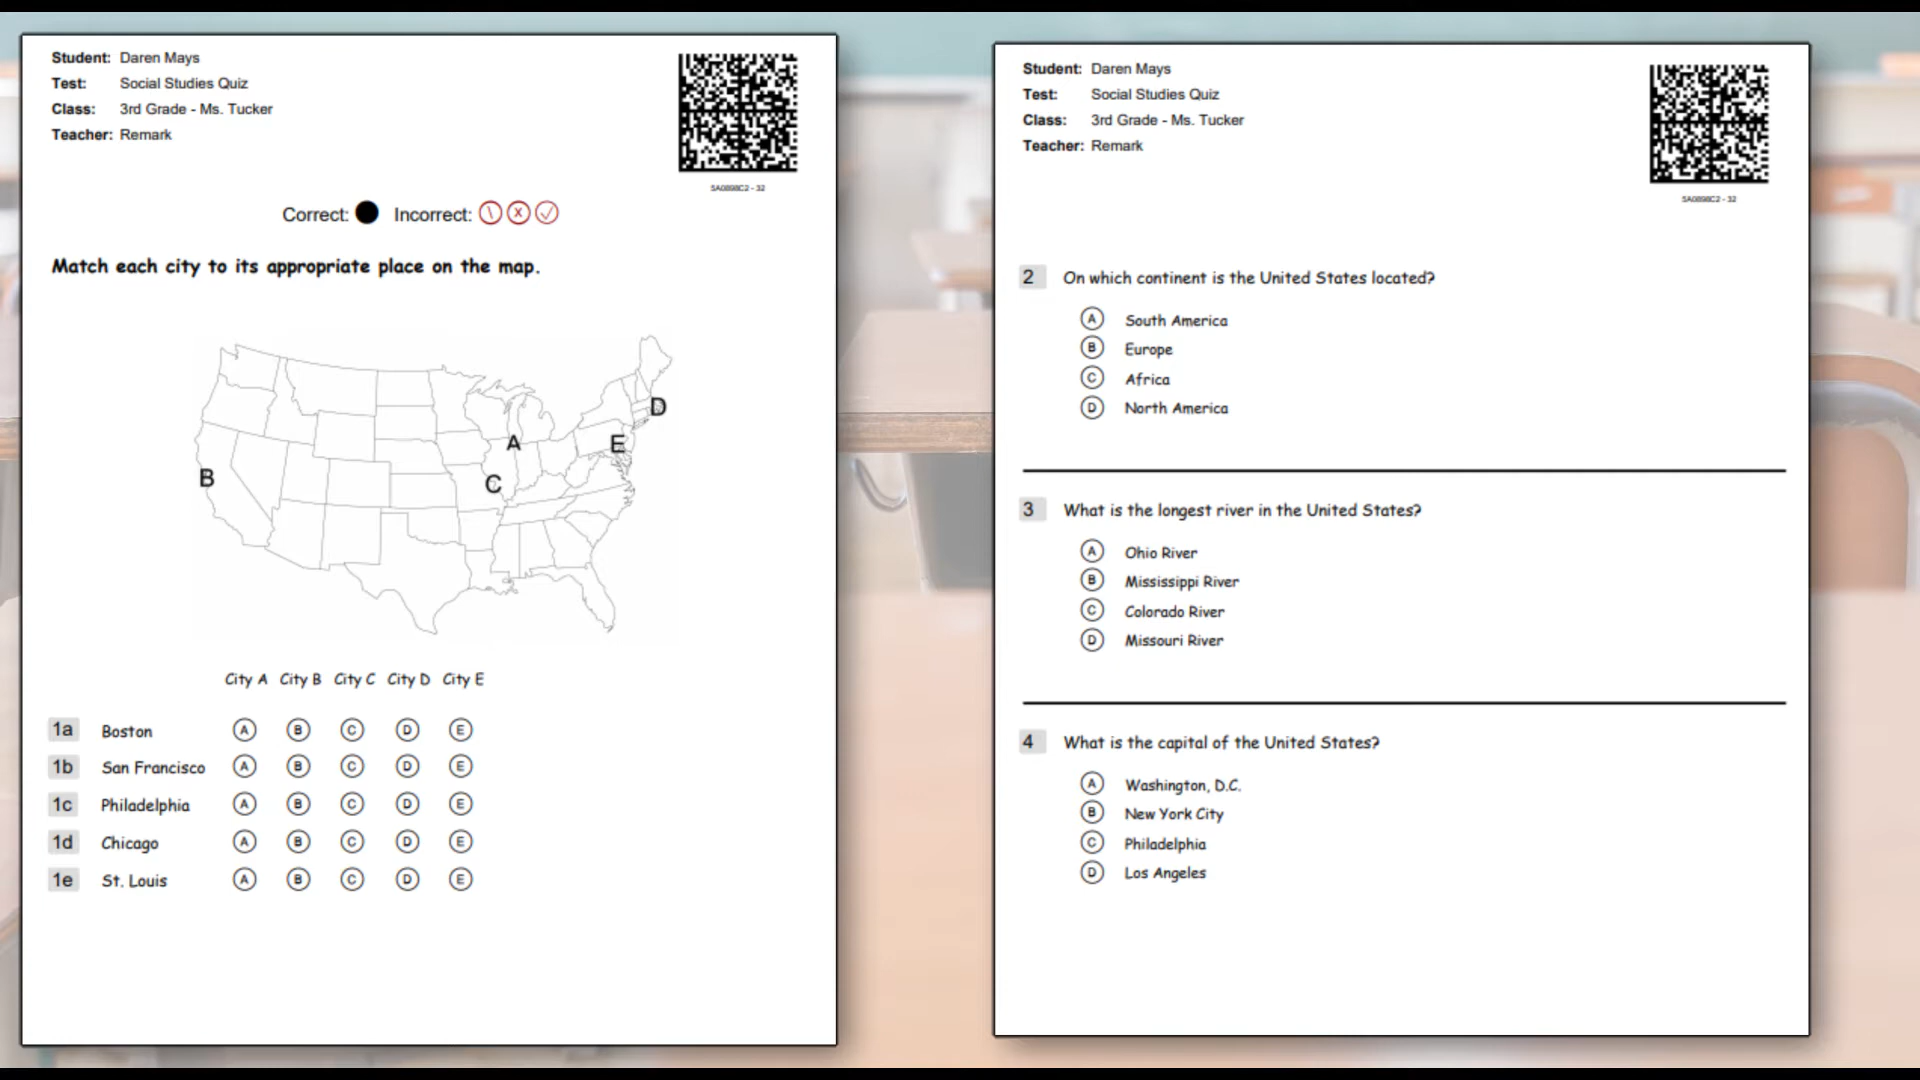 Student: Daren Mays
Test: Social Studies Quiz
Class: 3rd Grade - Ms. Tucker
Teacher: Remark
5A0898C2 - 32
Correct: Incorrect:
Match each city to its appropriate place on the map.
D
A E
B
C
City A City B City C City D City E
1a Boston A B C D E
1b San Francisco A B C D E
1c Philadelphia A B C D E
1d Chicago A B C D E
1e St. Louis A B C D E
Student: Daren Mays
Test: Social Studies Quiz
Class: 3rd Grade - Ms. Tucker
Teacher: Remark
5A0898C2 - 32
2 On which continent is the United States located?
A South America
B Europe
C Africa
D North America
3 What is the longest river in the United States?
A Ohio River
B Mississippi River
C Colorado River
D Missouri River
4 What is the capital of the United States?
A Washington, D.C.
B New York City
C Philadelphia
D Los Angeles